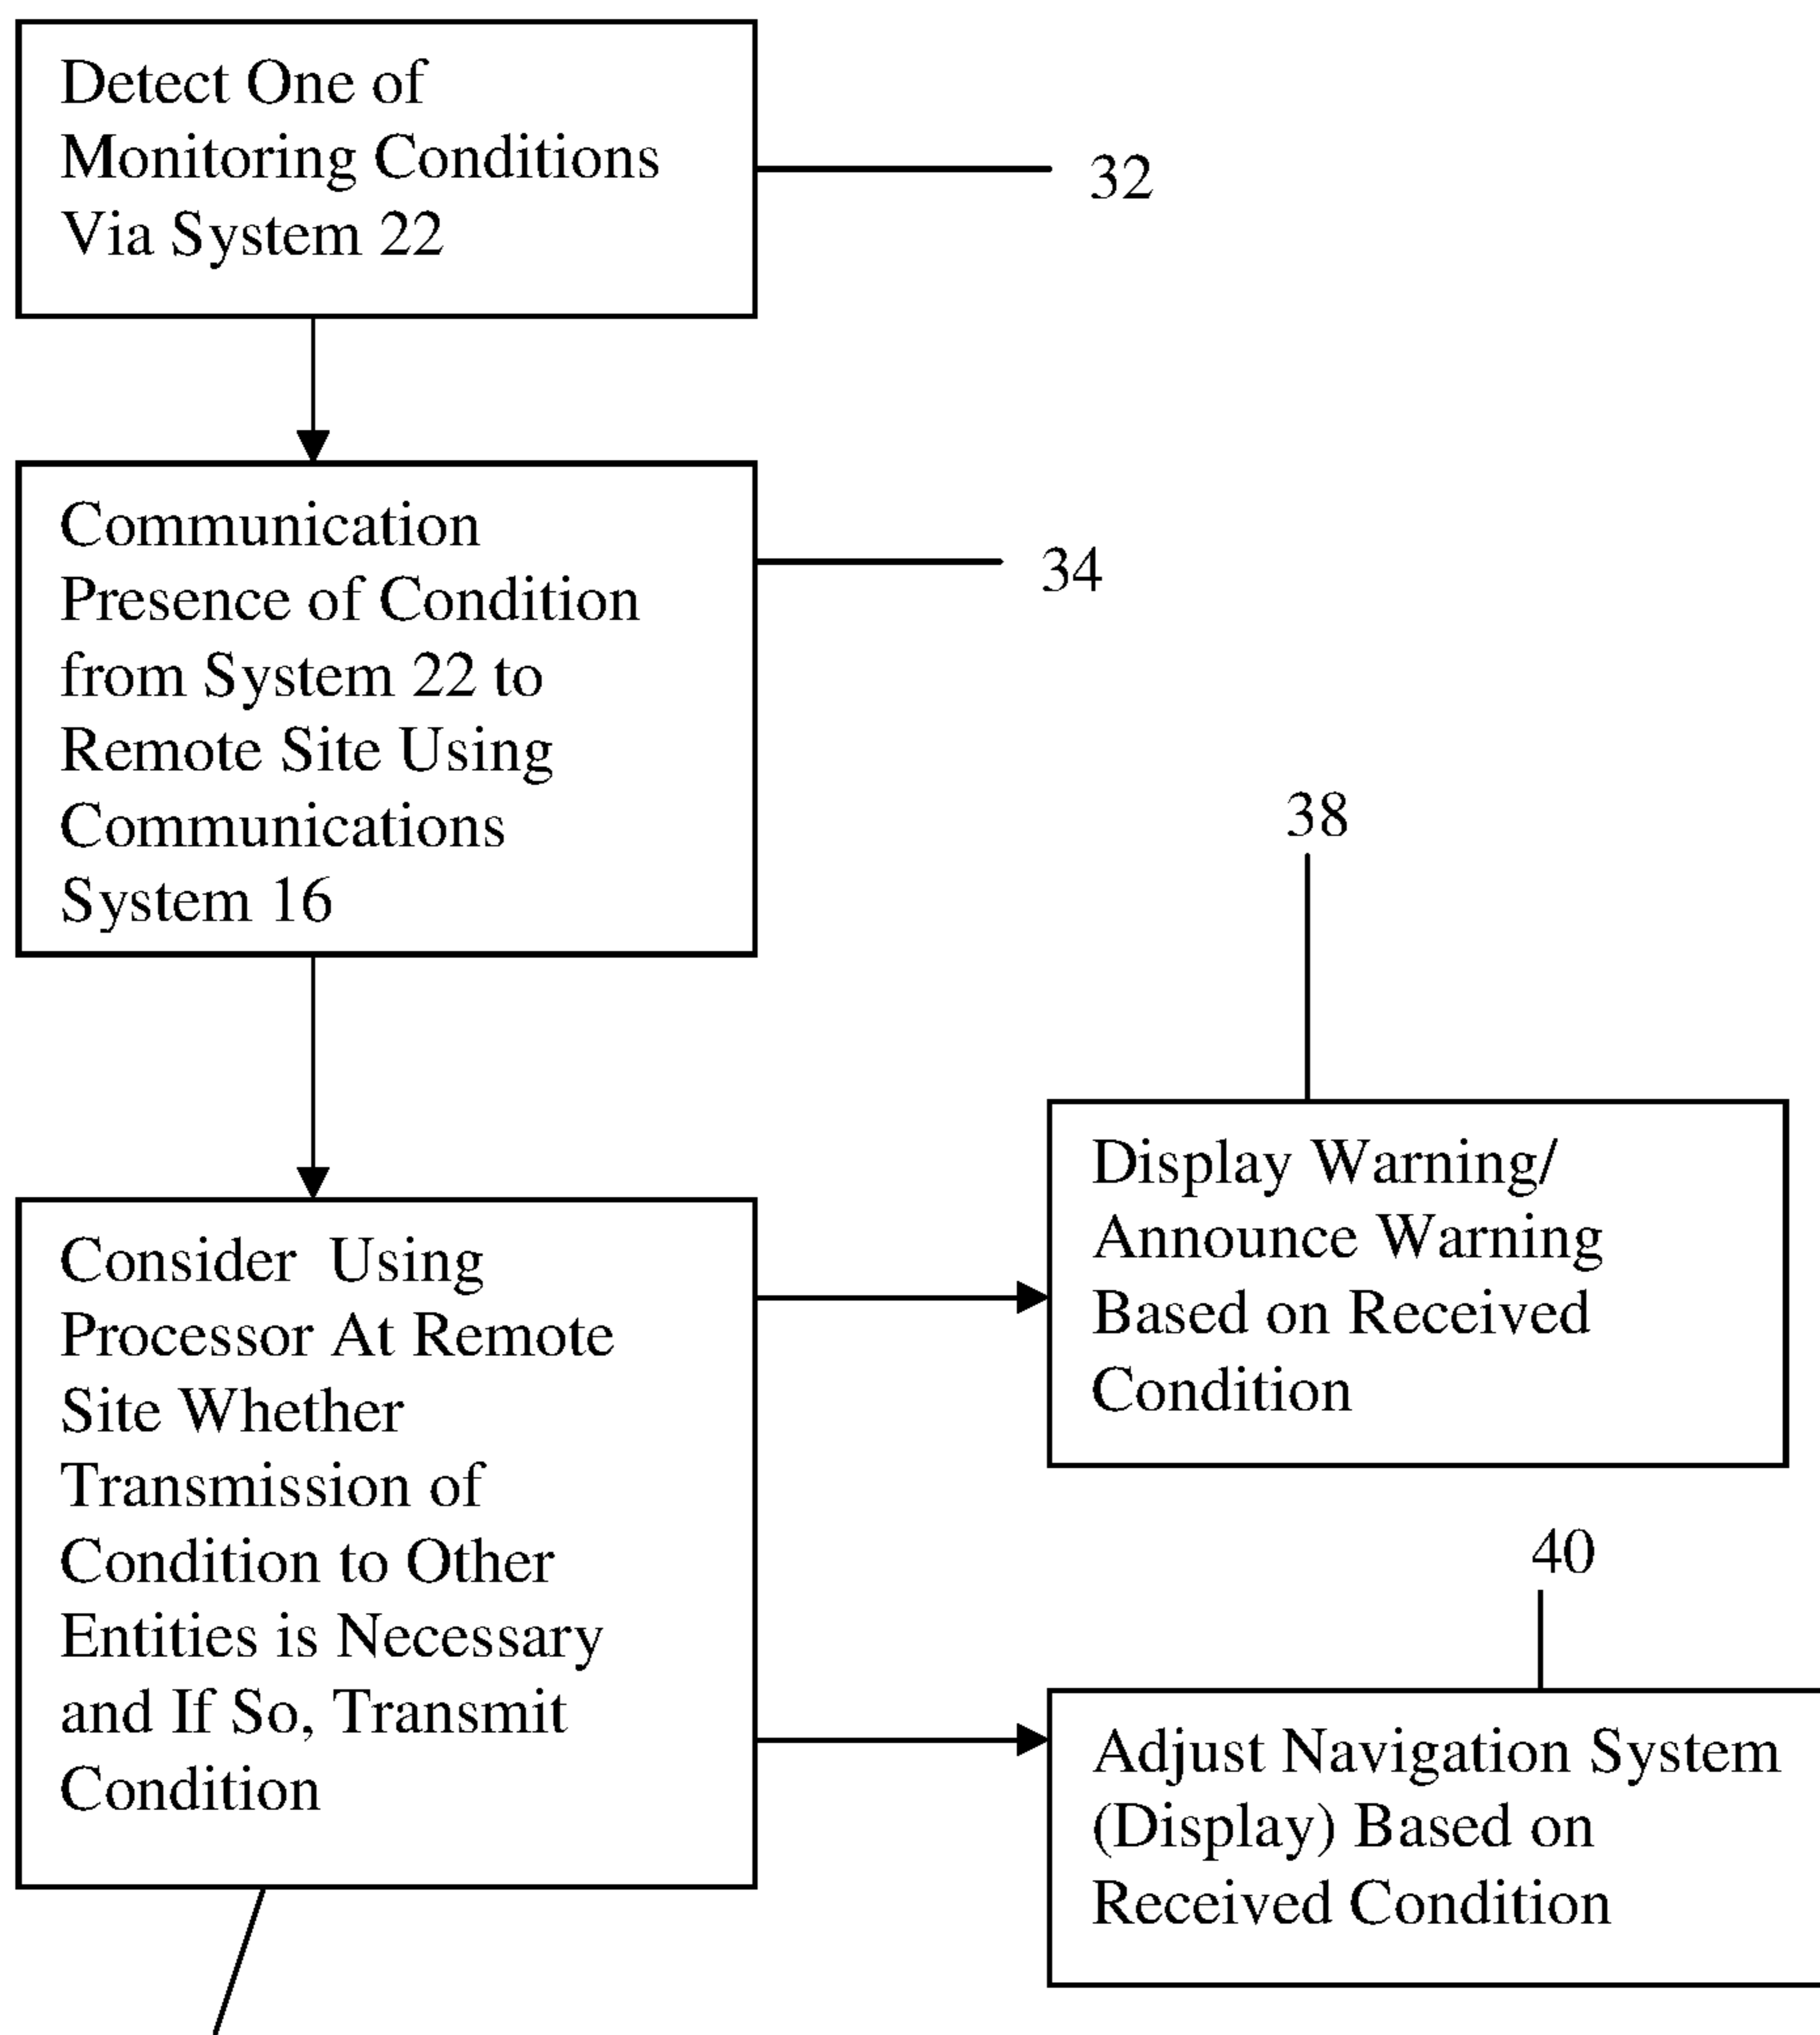 Detect One of
Monitoring Conditions
Via System 22
32
Communication
Presence of Condition
from System 22 to
Remote Site Using
Communications
System 16
34
38
Consider Using
Processor At Remote
Site Whether
Transmission of
Condition to Other
Entities is Necessary
and If So, Transmit
Condition
Display Warning/
Announce Warning
Based on Received
Condition
40
Adjust Navigation System
(Display) Based on
Received Condition